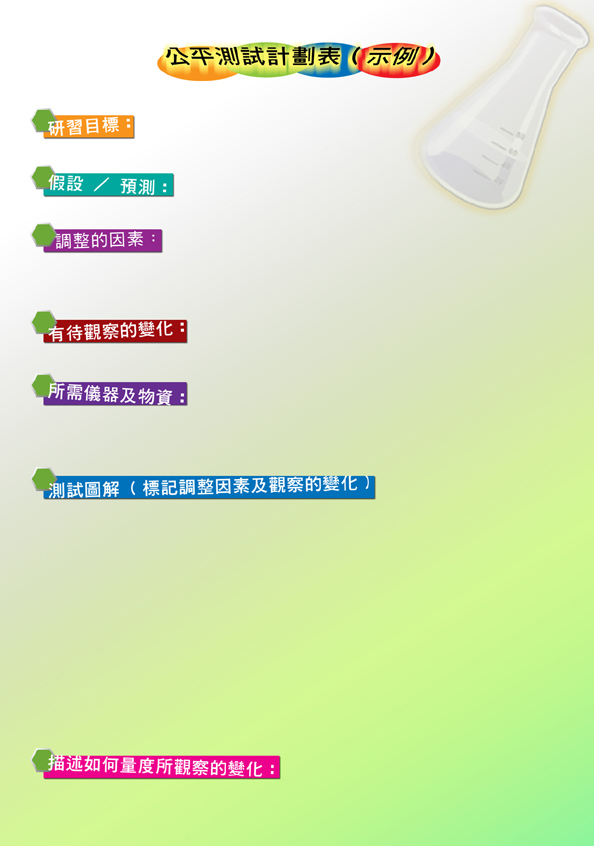 公平測試計劃表（示例）
研習目標：
假設 ／ 預測：
調整的因素：
有待觀察的變化：
所需儀器及物資：
測試圖解（標記調整因素及觀察的變化）
描述如何量度所觀察的變化：